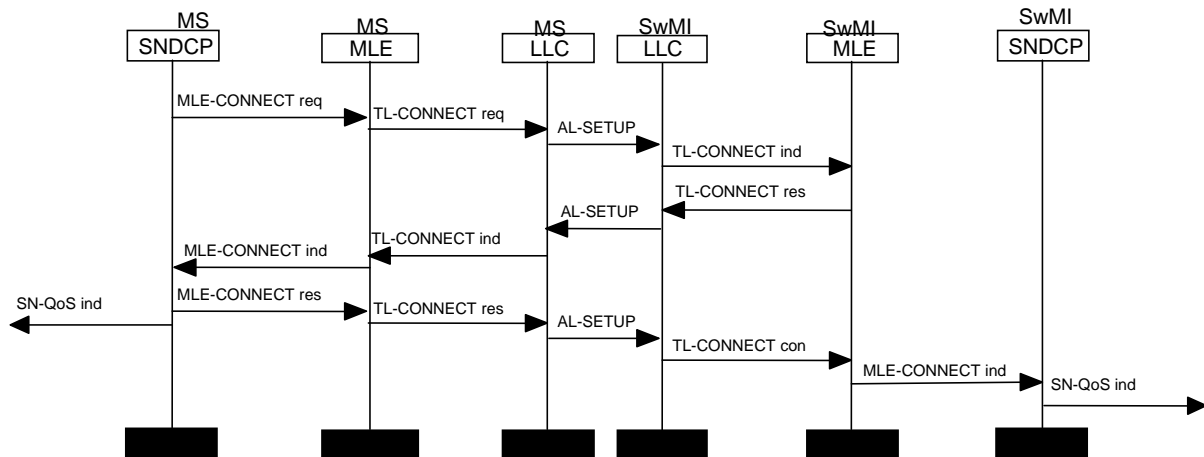 MS
SNDCP
MS
MLE
MS
LLC
SwMI
LLC
SwMI
MLE
SwMI
SNDCP
MLE-CONNECT req
TL-CONNECT req
AL-SETUP
TL-CONNECT ind
TL-CONNECT res
AL-SETUP
TL-CONNECT ind
MLE-CONNECT ind
MLE-CONNECT res
SN-QoS ind
TL-CONNECT res
AL-SETUP
TL-CONNECT con
MLE-CONNECT ind
SN-QoS ind